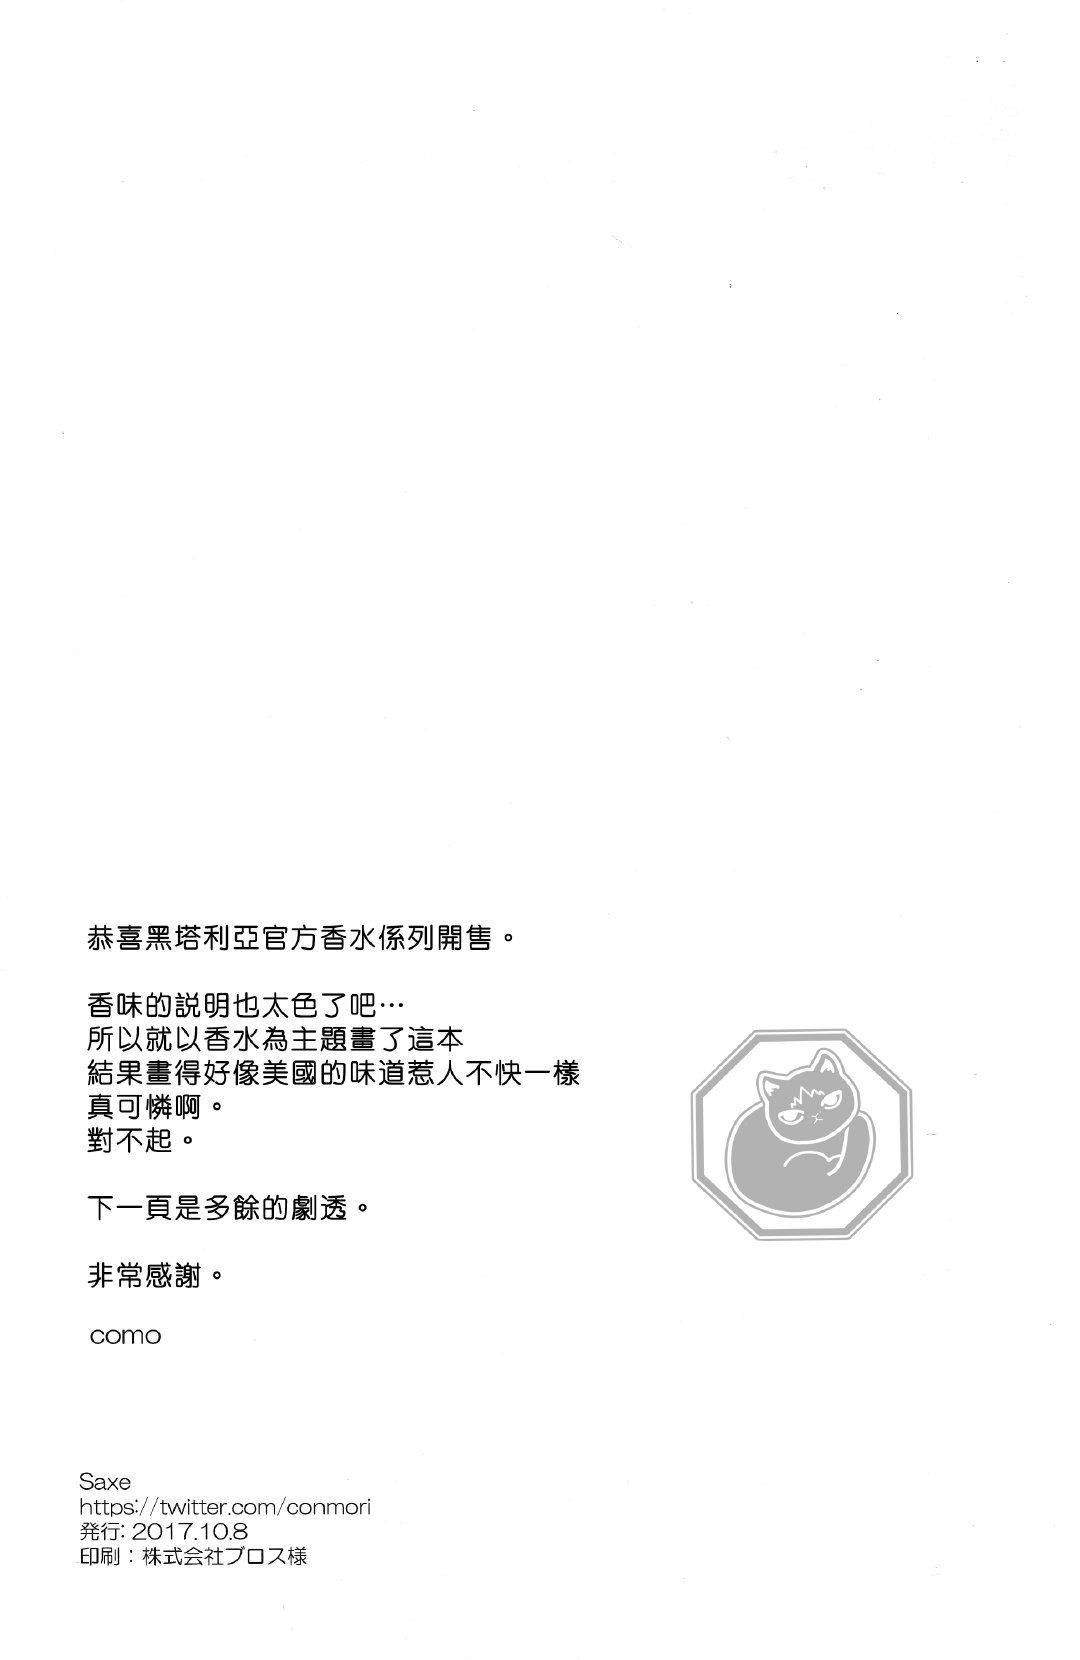 恭喜黑塔利亞官方香水係列開售。
香味的説明也太色了吧…
所以就以香水為主題畫了這本
結果畫得好像美國的味道惹人不快一樣
真可憐啊。
對不起。
下一頁是多餘的劇透。
非常感謝。
como
Saxe
https://twitter.com/conmori
発行: 2017.10.8
印刷：株式会社ブロス様